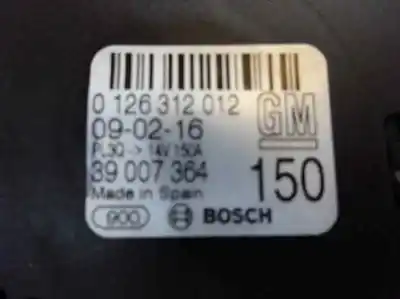 0 126 312 012
GM
09-02-16
PL3Q -> 14V 150A
39 007 364
150
Made in Spain
900
BOSCH